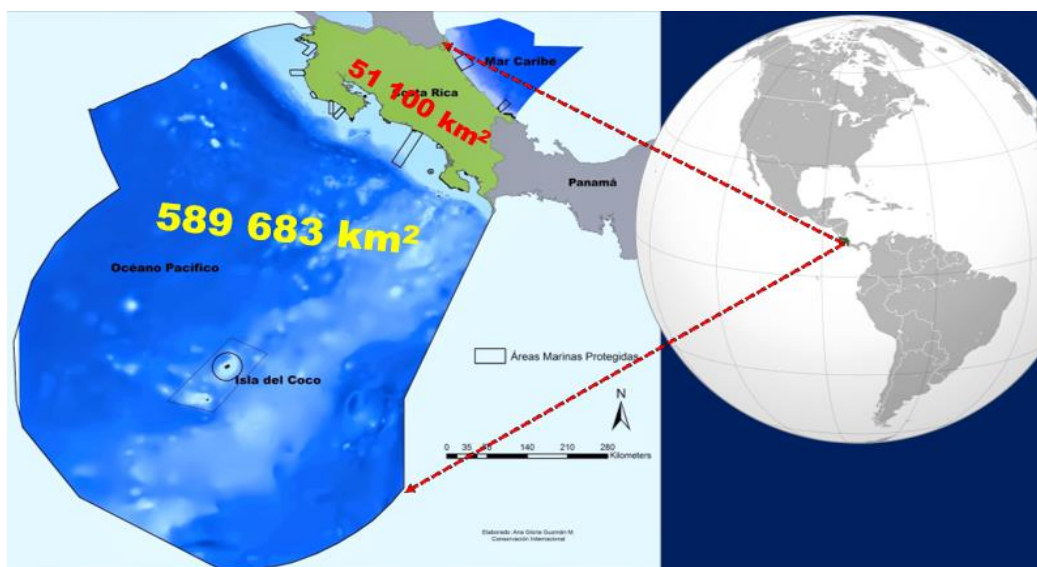 Mar Caribe
Costa Rica
51 100 km²
Panamá
589 683 km²
Océano Pacífico
Áreas Marinas Protegidas
Isla del Coco
N
0 35 70 140 210 280
Kilometers
Elaborado: Ana Gloria Guzmán M.
Conservación Internacional